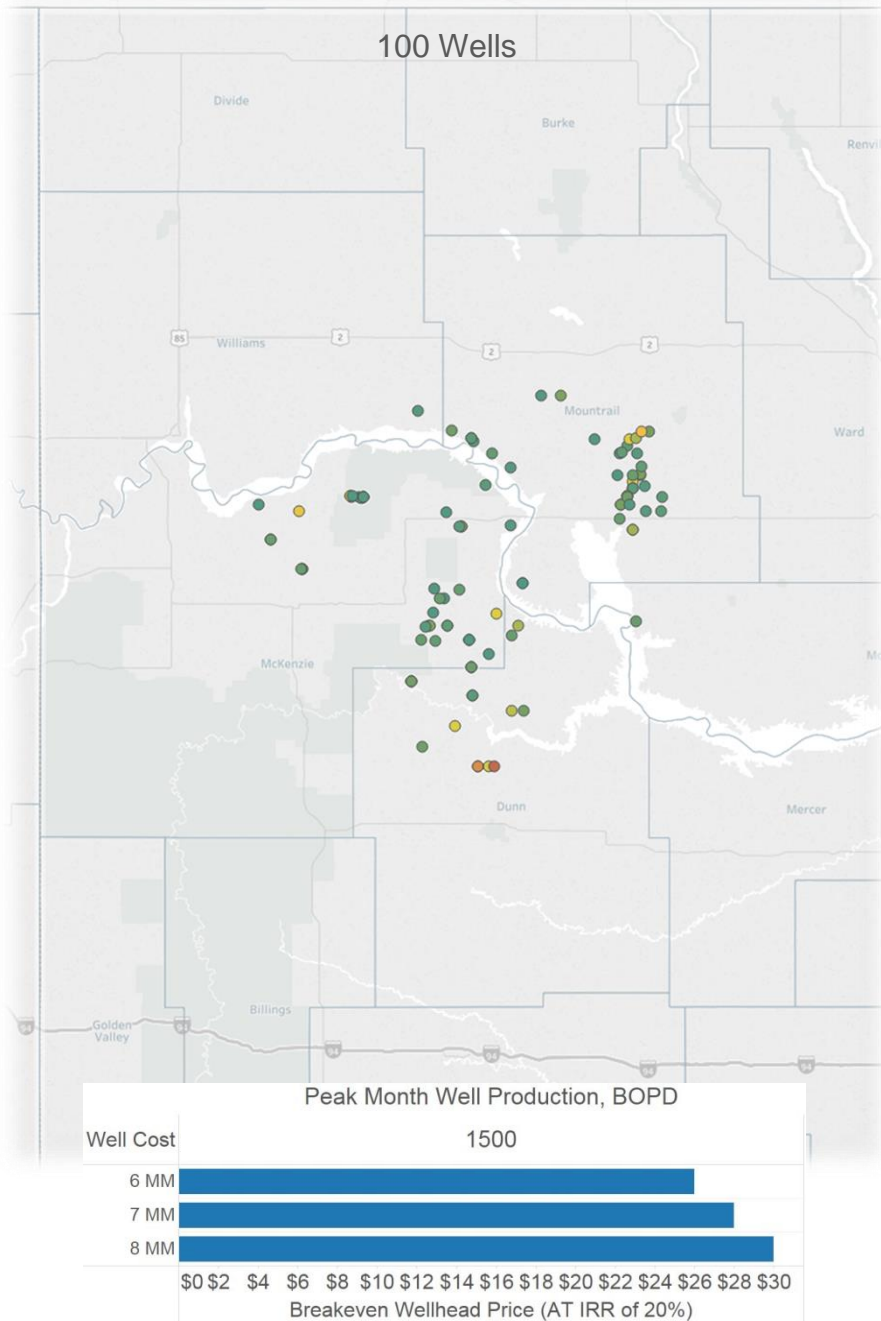 100 Wells
Divide
Burke
Renvil
85
Williams
2
2
2
Mountrail
Ward
McKenzie
Dunn
Mercer
Billings
Golden
Valley
94
94
94
94
94
94
Peak Month Well Production, BOPD
Well Cost
1500
6 MM
7 MM
8 MM
$0 $2 $4 $6 $8 $10 $12 $14 $16 $18 $20 $22 $24 $26 $28 $30
Breakeven Wellhead Price (AT IRR of 20%)